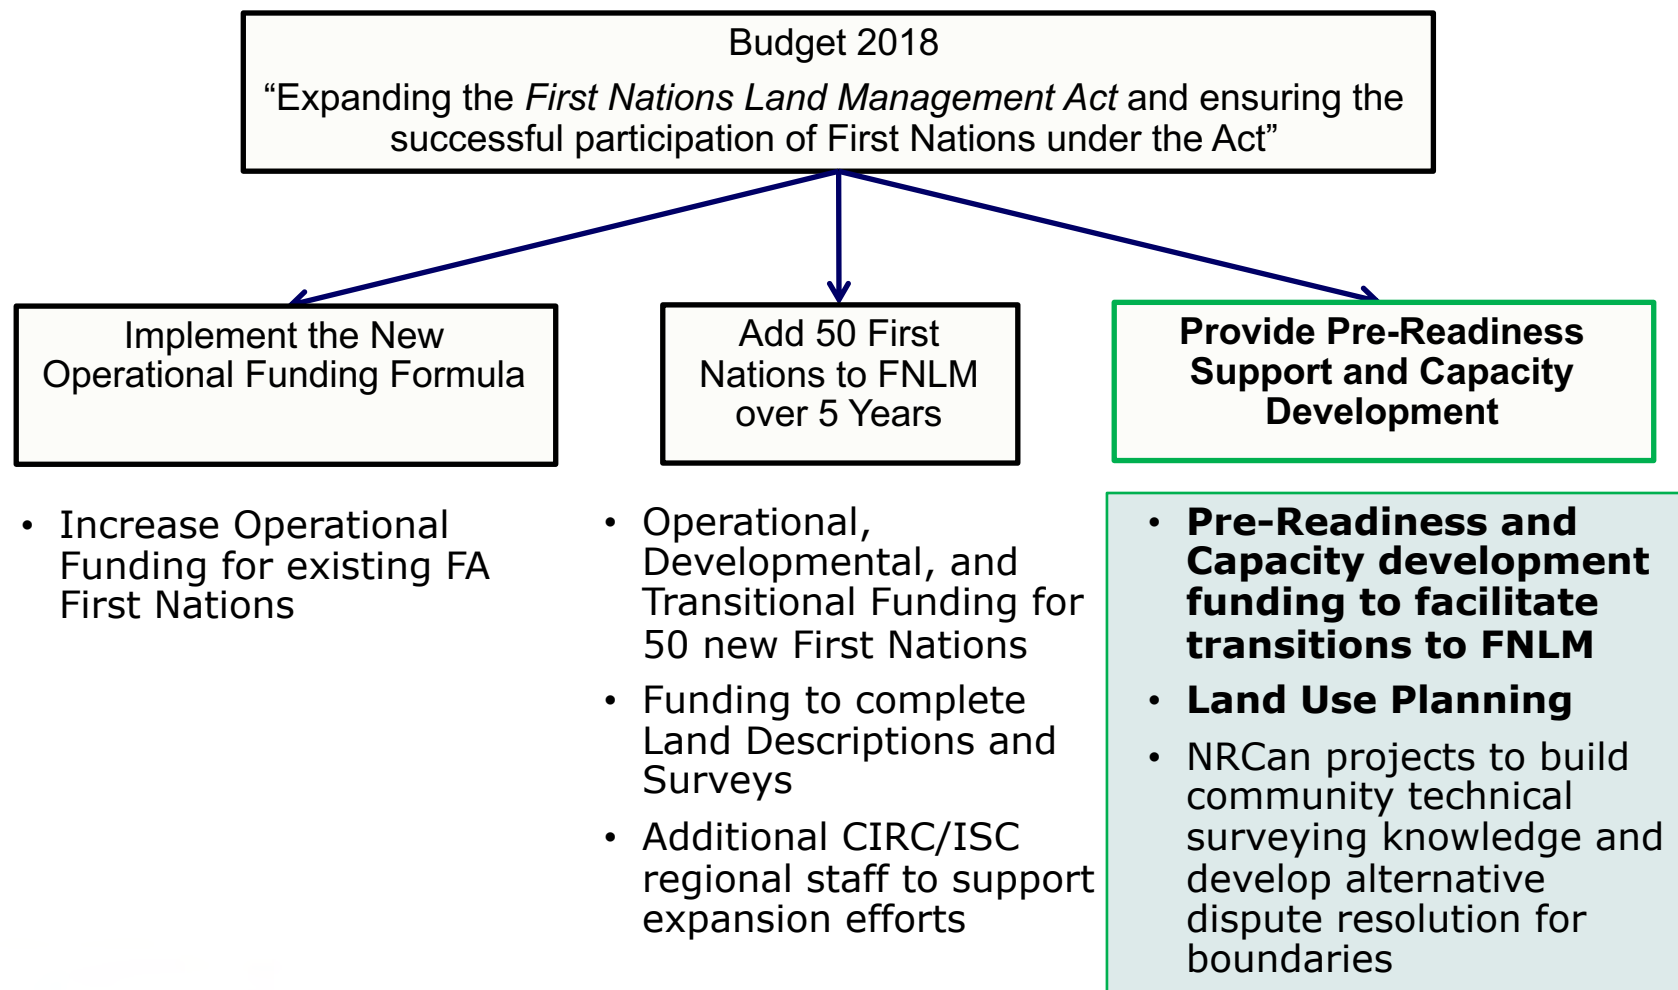 Budget 2018
“Expanding the First Nations Land Management Act and ensuring the
successful participation of First Nations under the Act”
Implement the New
Operational Funding Formula
Add 50 First
Nations to FNLM
over 5 Years
Provide Pre-Readiness
Support and Capacity
Development
• Increase Operational
Funding for existing FA
First Nations
• Operational,
Developmental, and
Transitional Funding for
50 new First Nations
• Funding to complete
Land Descriptions and
Surveys
• Additional CIRC/ISC
regional staff to support
expansion efforts
• Pre-Readiness and
Capacity development
funding to facilitate
transitions to FNLM
• Land Use Planning
• NRCan projects to build
community technical
surveying knowledge and
develop alternative
dispute resolution for
boundaries